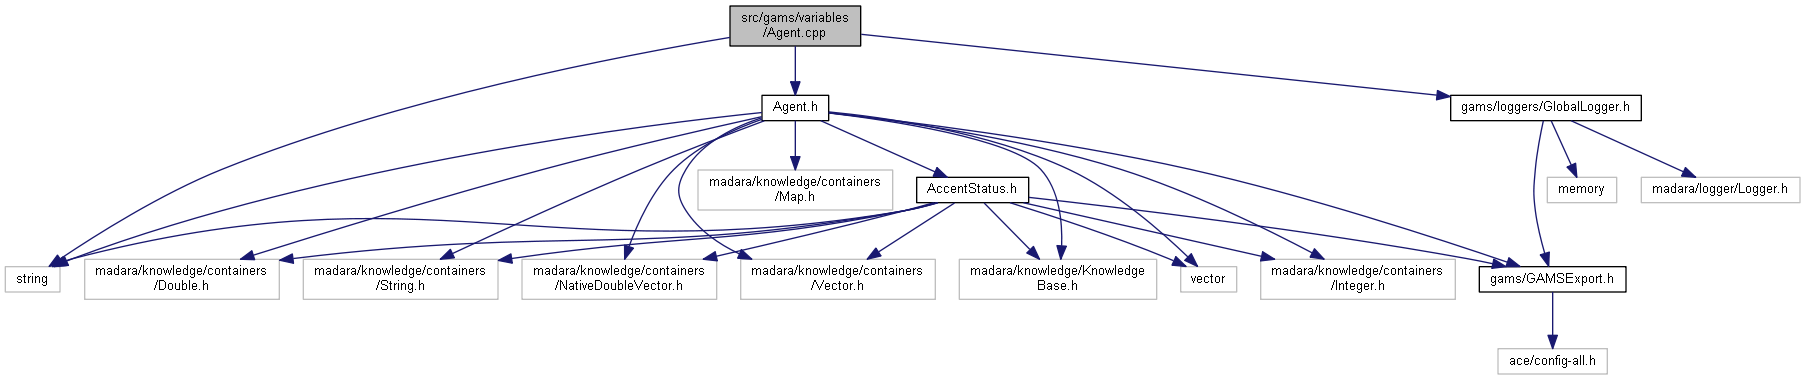 src/gams/variables
/Agent.cpp
Agent.h
gams/loggers/GlobalLogger.h
madara/knowledge/containers
/Map.h
AccentStatus.h
memory
madara/logger/Logger.h
string
madara/knowledge/containers
/Double.h
madara/knowledge/containers
/String.h
madara/knowledge/containers
/NativeDoubleVector.h
madara/knowledge/containers
/Vector.h
madara/knowledge/Knowledge
Base.h
vector
madara/knowledge/containers
/Integer.h
gams/GAMSExport.h
ace/config-all.h